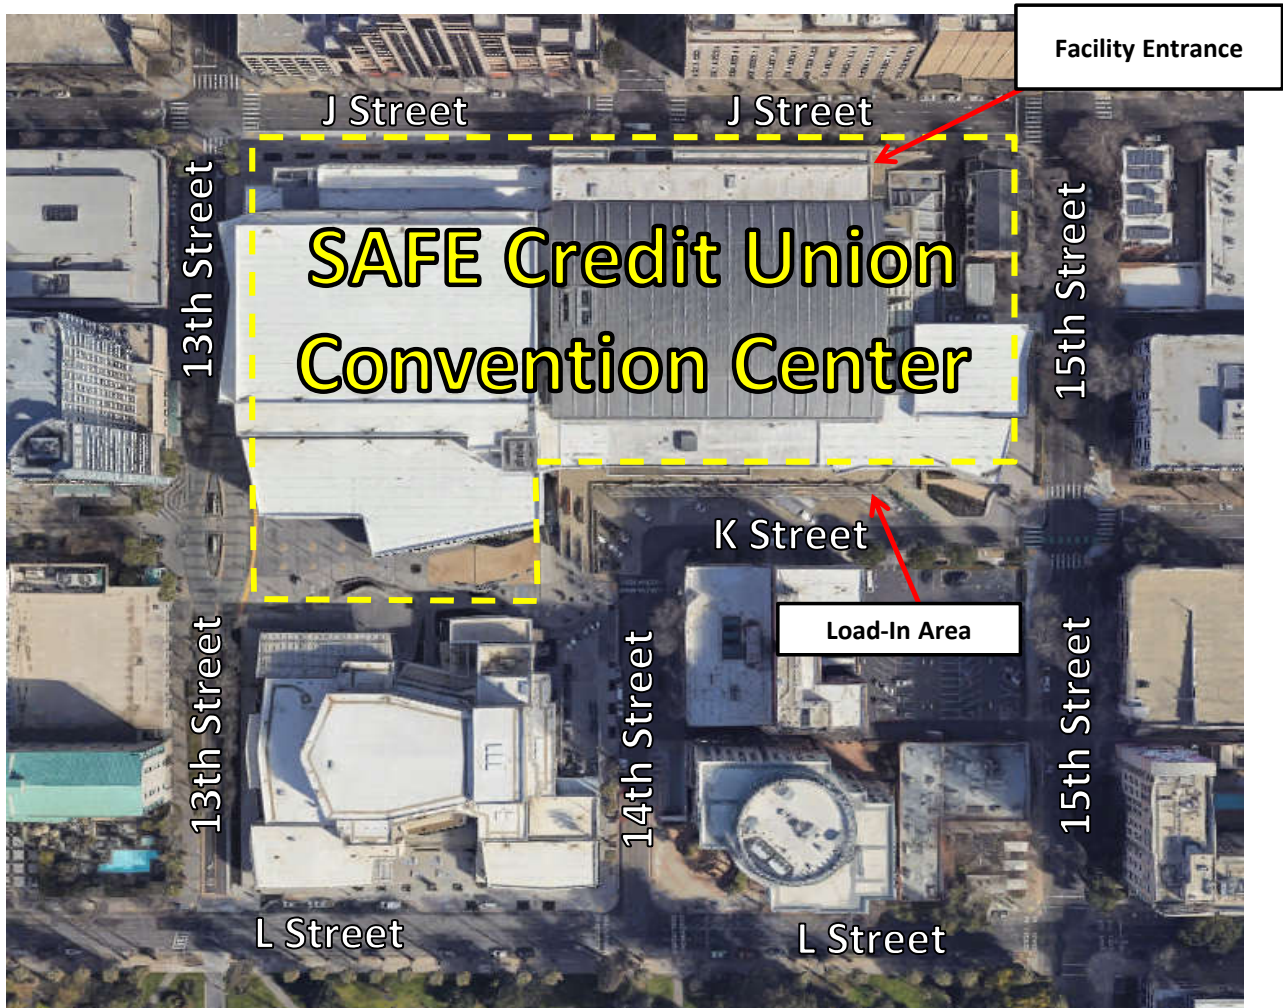 Facility Entrance
J Street
J Street
13th Street
SAFE Credit Union
Convention Center
15th Street
K Street
Load-In Area
13th Street
14th Street
15th Street
L Street
L Street